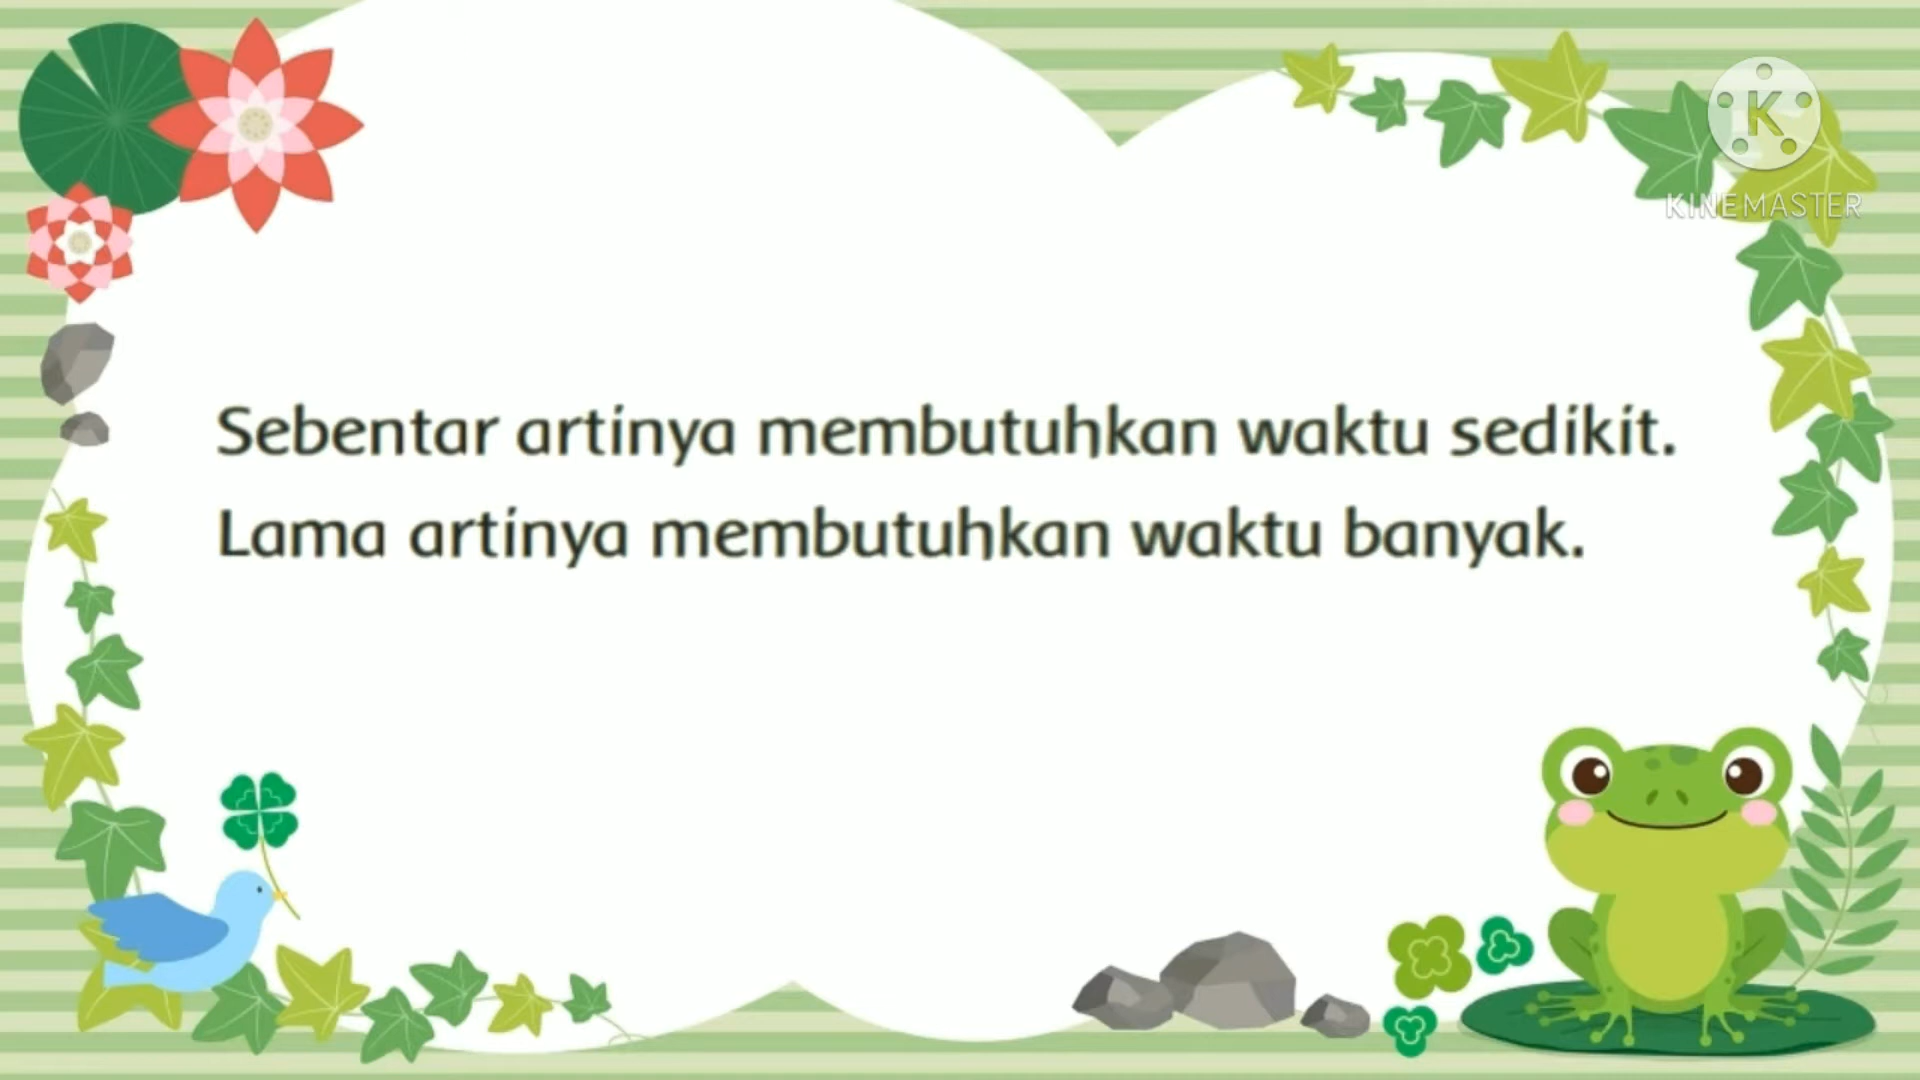 K
KINEMASTER
Sebentar artinya membutuhkan waktu sedikit.
Lama artinya membutuhkan waktu banyak.